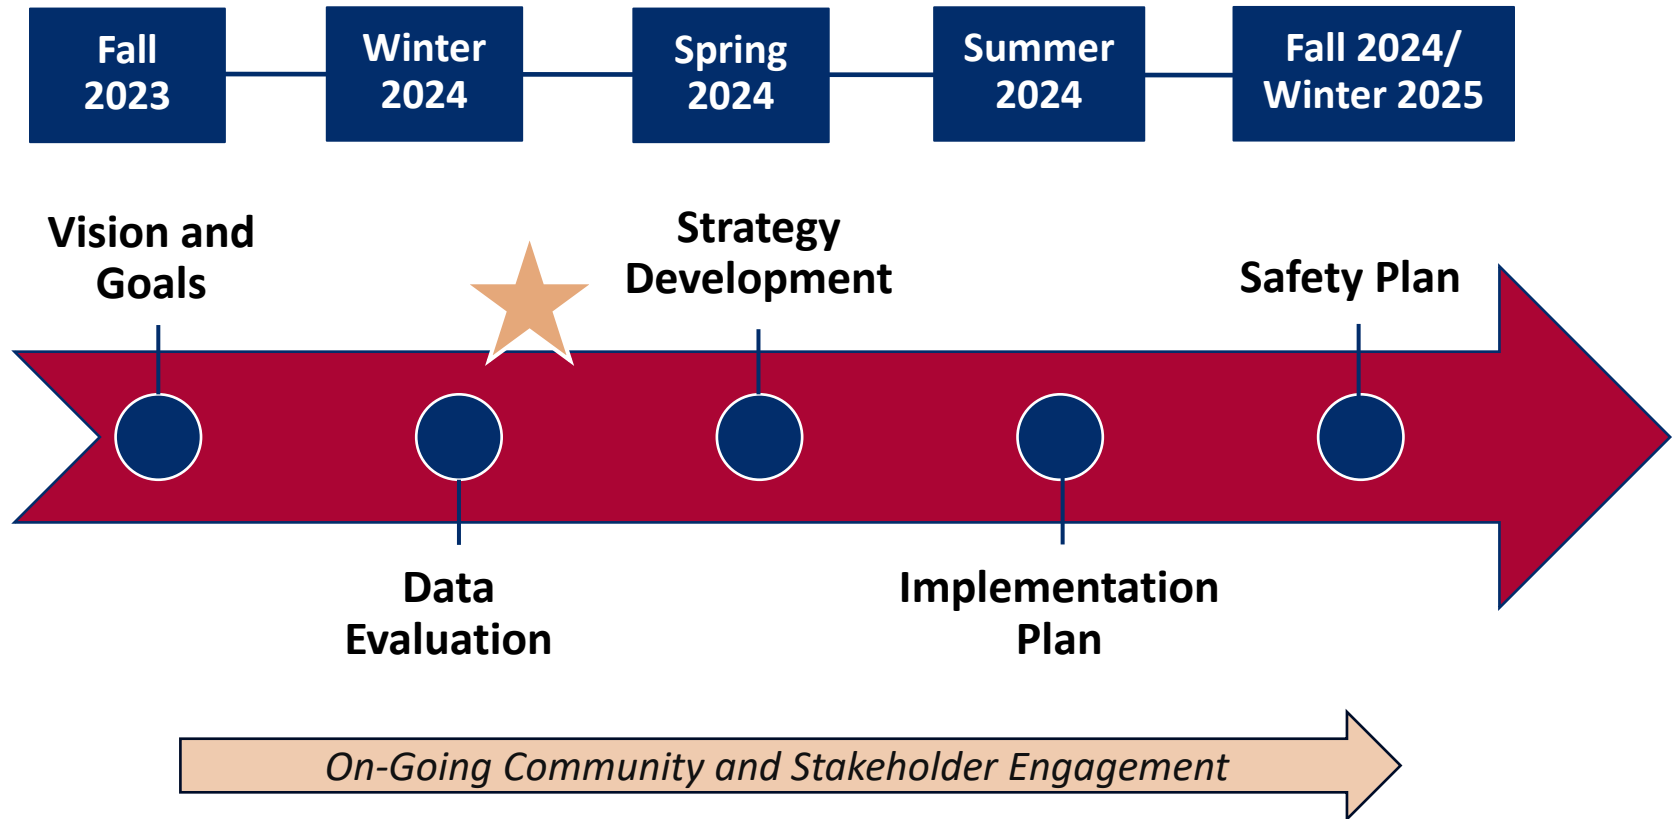 Fall
2023
Winter
2024
Spring
2024
Summer
2024
Fall 2024/
Winter 2025
Vision and
Goals
Strategy
Development
Safety Plan
Data
Evaluation
Implementation
Plan
On-Going Community and Stakeholder Engagement